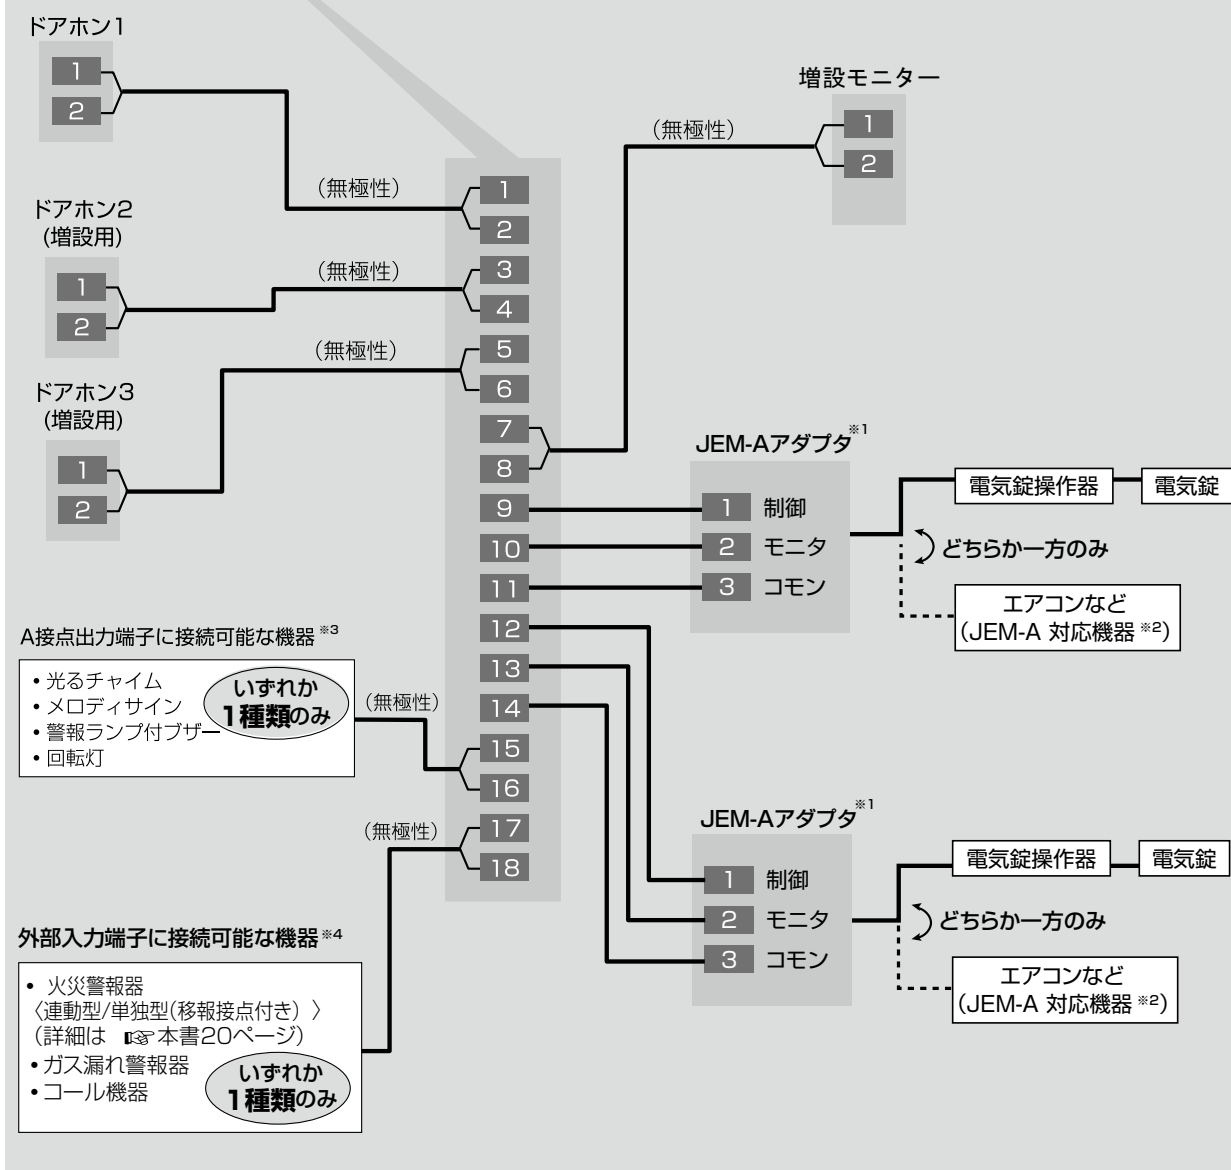 ドアホン1
1
2
(無極性)
ドアホン2
(増設用)
1
2
(無極性)
ドアホン3
(増設用)
1
2
(無極性)
増設モニター
1
2
(無極性)
1
2
3
4
5
6
7
8
9
10
11
12
13
14
15
16
17
18
JEM-Aアダプタ※1
1 制御
2 モニタ
3 コモン
電気錠操作器
電気錠
どちらか一方のみ
エアコンなど
(JEM-A 対応機器※2)
A接点出力端子に接続可能な機器※3
• 光るチャイム
• メロディサイン
• 警報ランプ付ブザー
• 回転灯
いずれか
1種類のみ
(無極性)
JEM-Aアダプタ※1
1 制御
2 モニタ
3 コモン
電気錠操作器
電気錠
どちらか一方のみ
エアコンなど
(JEM-A 対応機器※2)
外部入力端子に接続可能な機器※4
• 火災警報器
〈連動型/単独型(移報接点付き) 〉
(詳細は ☞本書20ページ)
• ガス漏れ警報器
• コール機器
いずれか
1種類のみ
(無極性)